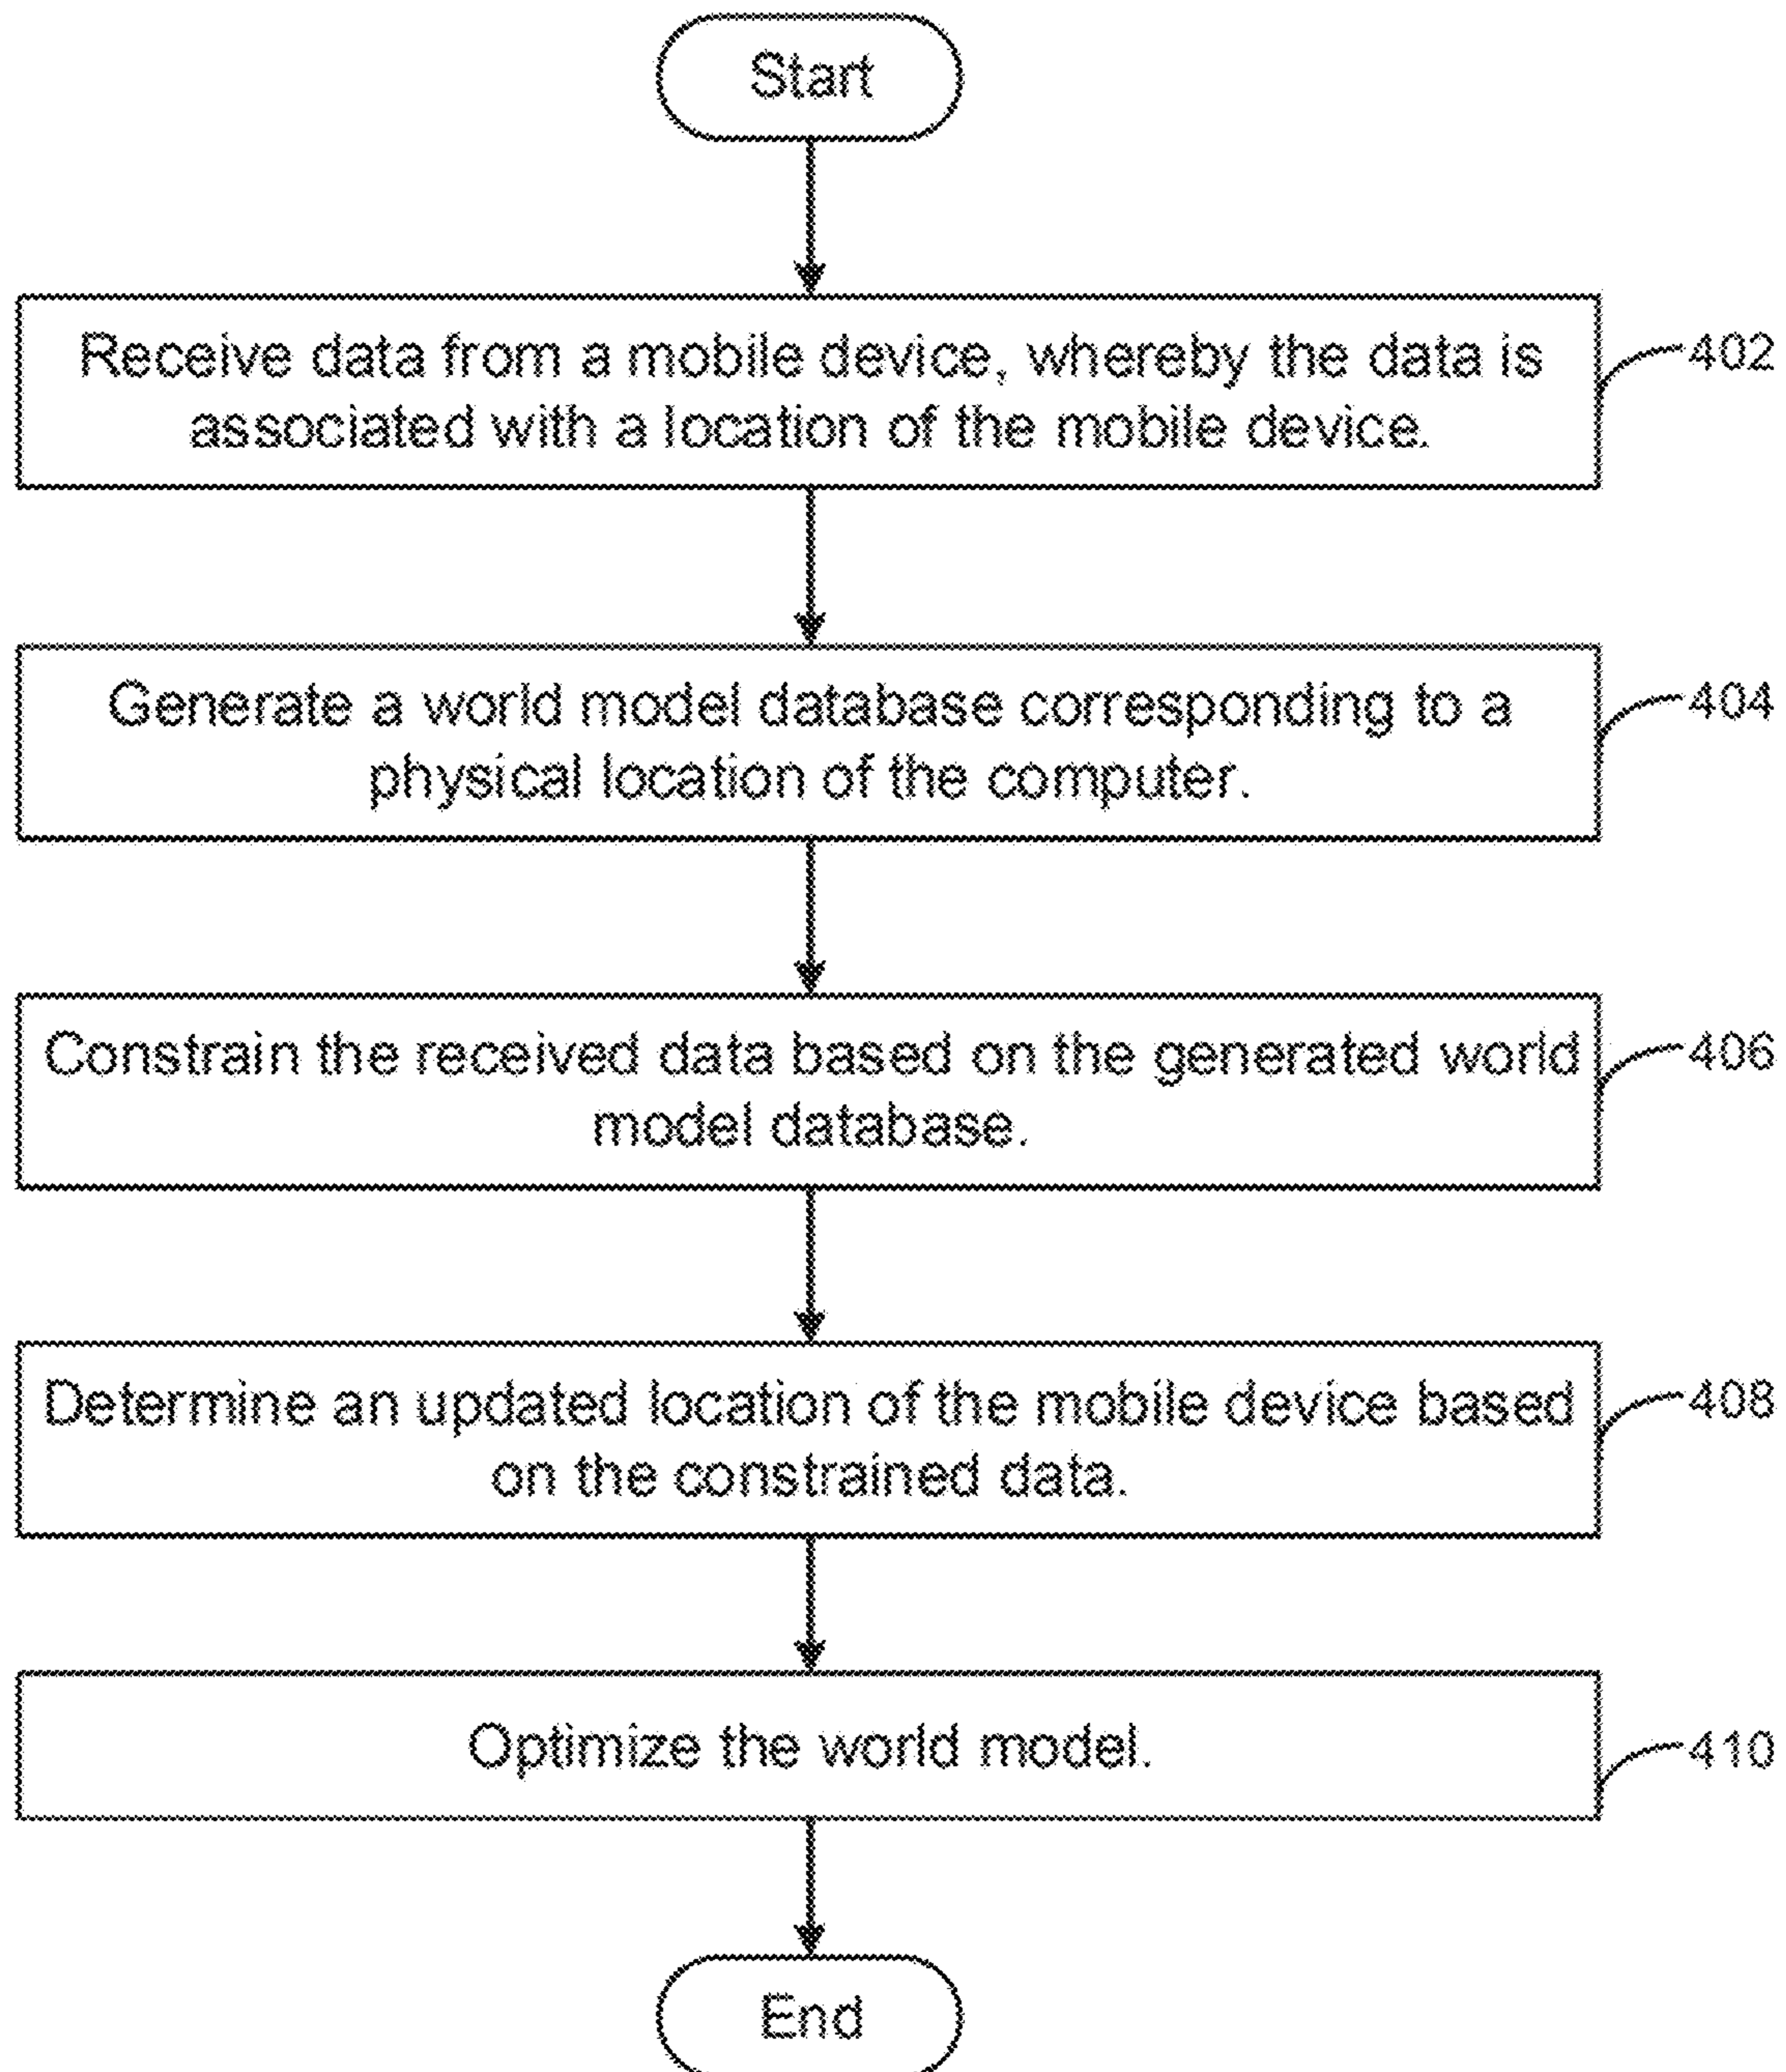 Start
Receive data from a mobile device, whereby the data is
associated with a location of the mobile device.
402
Generate a world model database corresponding to a
physical location of the computer.
404
Constrain the received data based on the generated world
model database.
406
Determine an updated location of the mobile device based
on the constrained data.
408
Optimize the world model.
410
End